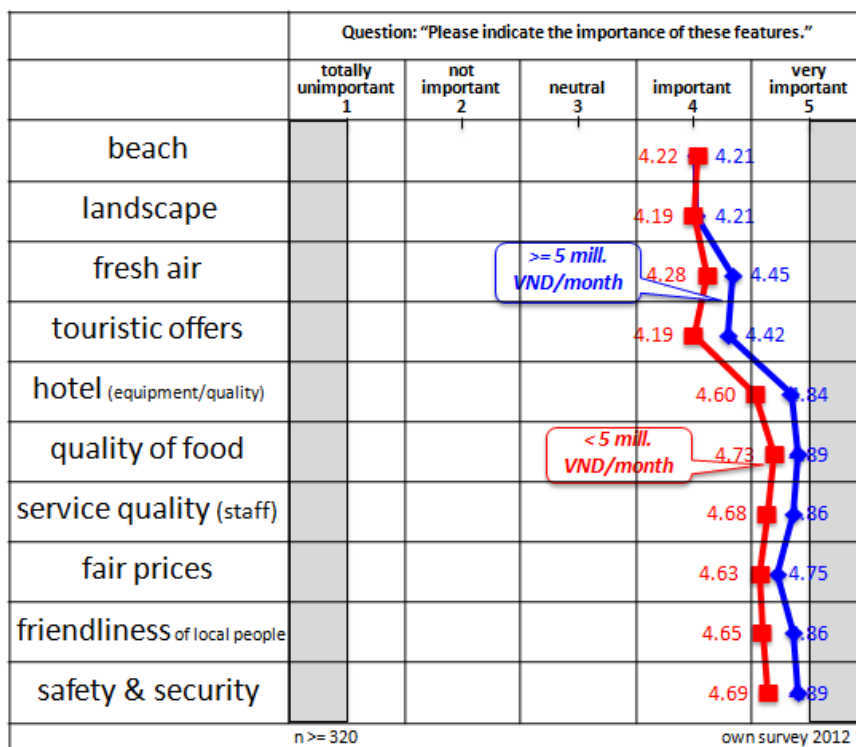 Question: “Please indicate the importance of these features.”
totally unimportant 1
not important 2
neutral 3
important 4
very important 5
beach 4.22 4.21
landscape 4.19 4.21
>= 5 mill. VND/month
fresh air 4.28 4.45
touristic offers 4.19 4.42
hotel (equipment/quality) 4.60 .84
< 5 mill. VND/month
quality of food 4.73 .89
service quality (staff) 4.68 .86
fair prices 4.63 4.75
friendliness of local people 4.65 .86
safety & security 4.69 .89
n >= 320 own survey 2012